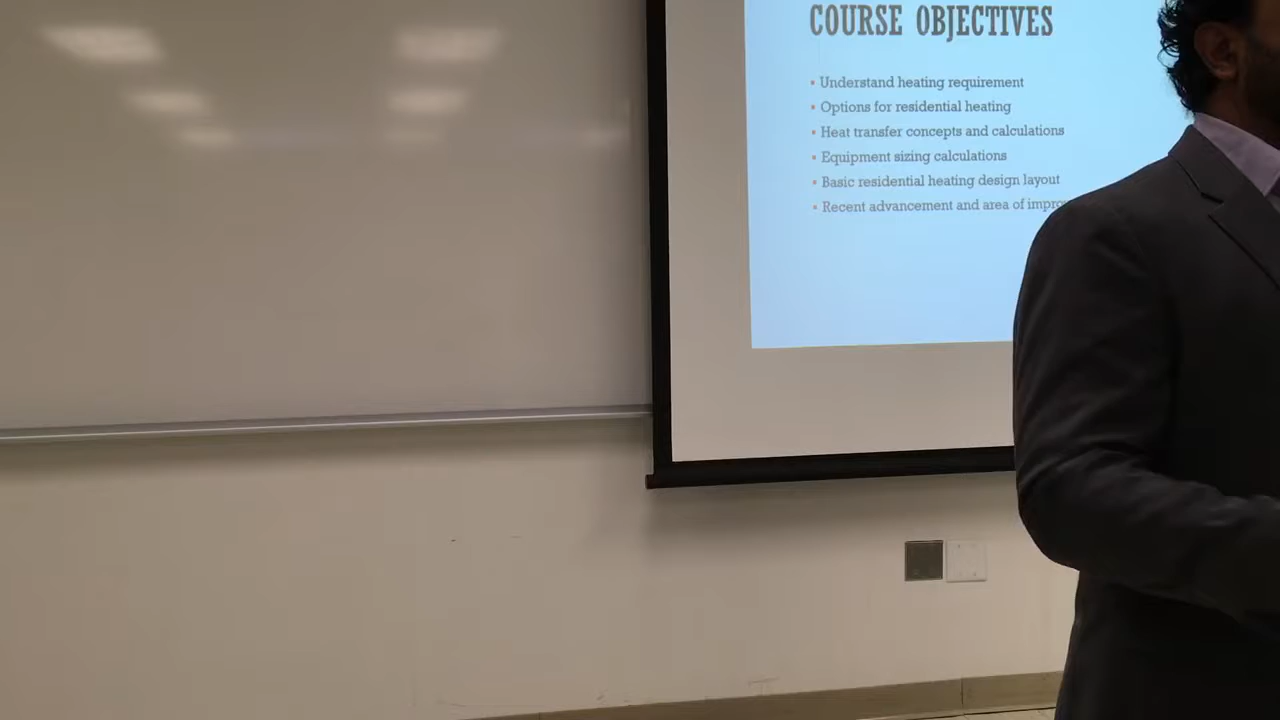 COURSE OBJECTIVES
Understand heating requirement
Options for residential heating
Heat transfer concepts and calculations
Equipment sizing calculations
Basic residential heating design layout
Recent advancement and area of